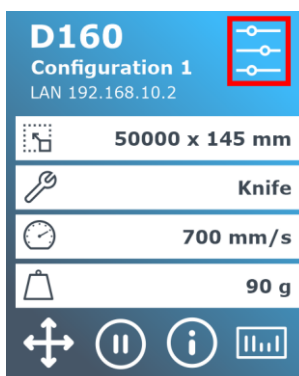 D160
Configuration 1
LAN 192.168.10.2
50000 x 145 mm
Knife
700 mm/s
90 g